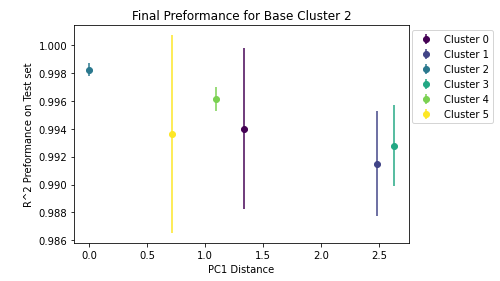 Final Preformance for Base Cluster 2
R^2 Preformance on Test set
1.000
0.998
0.996
0.994
0.992
0.990
0.988
0.986
0.0
0.5
1.0
1.5
2.0
2.5
PC1 Distance
Cluster 0
Cluster 1
Cluster 2
Cluster 3
Cluster 4
Cluster 5